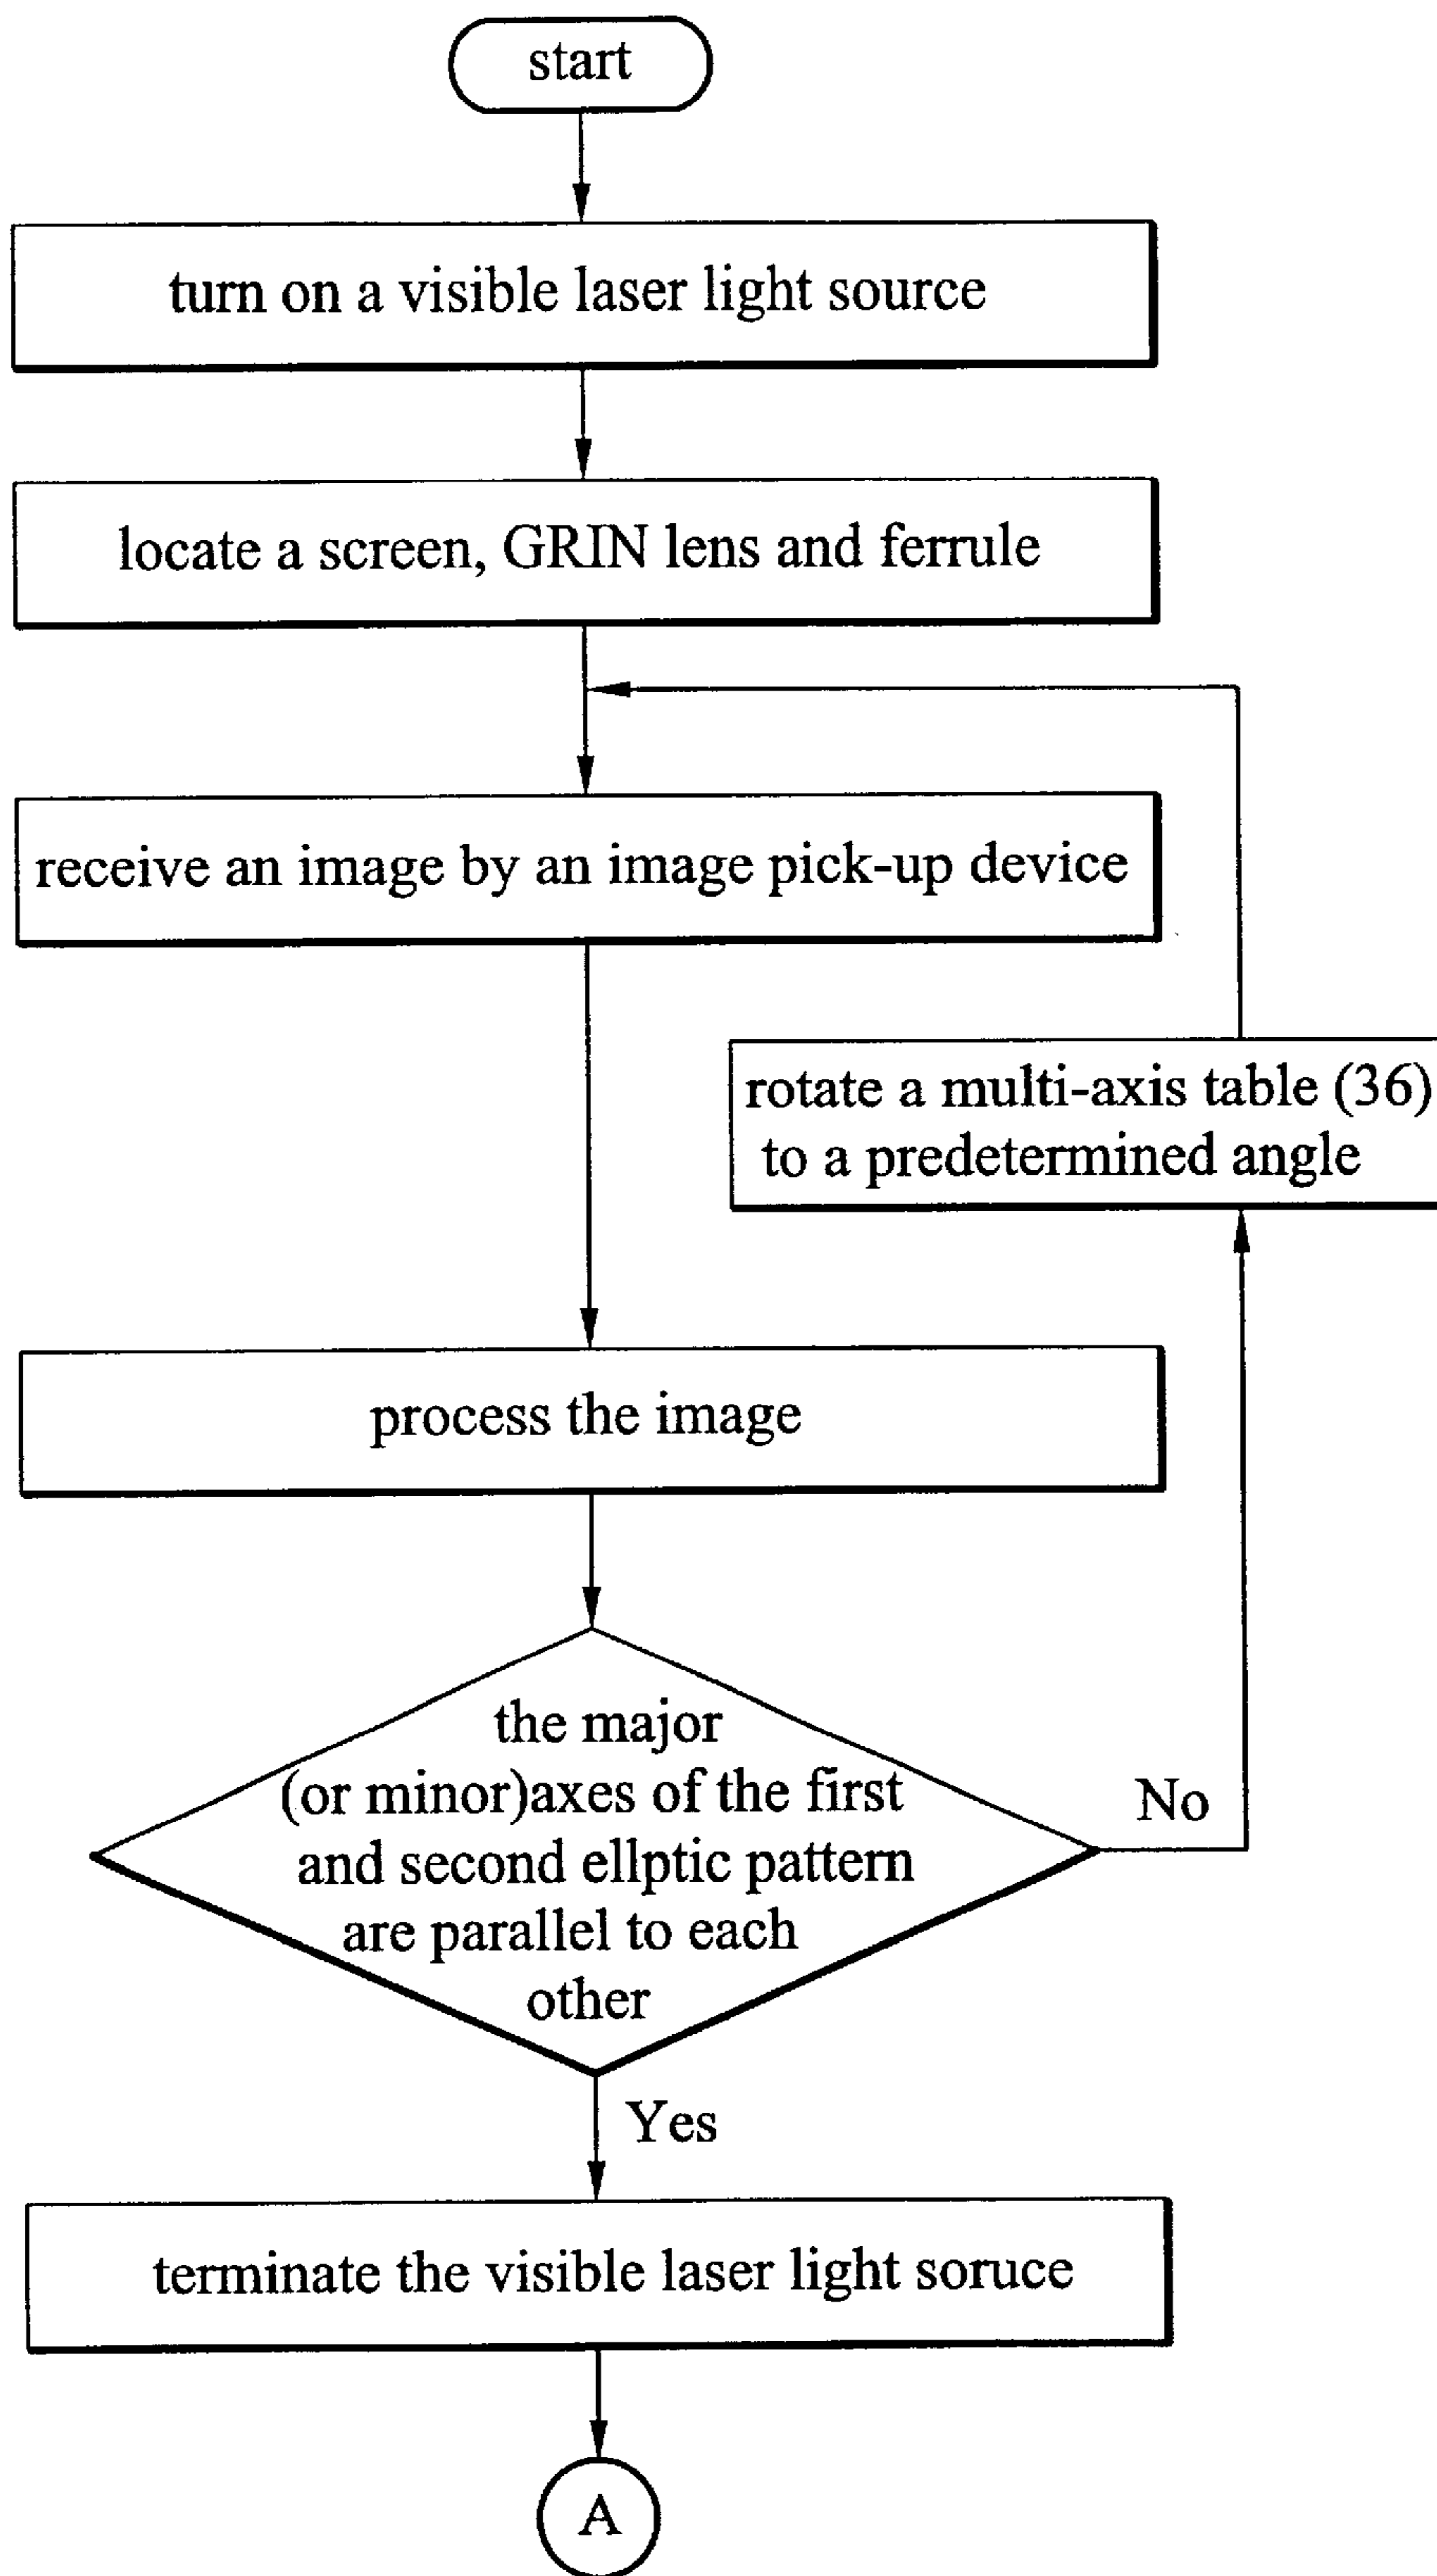 start
turn on a visible laser light source
locate a screen, GRIN lens and ferrule
receive an image by an image pick-up device
rotate a multi-axis table (36)
to a predetermined angle
process the image
the major
(or minor)axes of the first
and second ellptic pattern
are parallel to each
other
No
Yes
terminate the visible laser light soruce
A